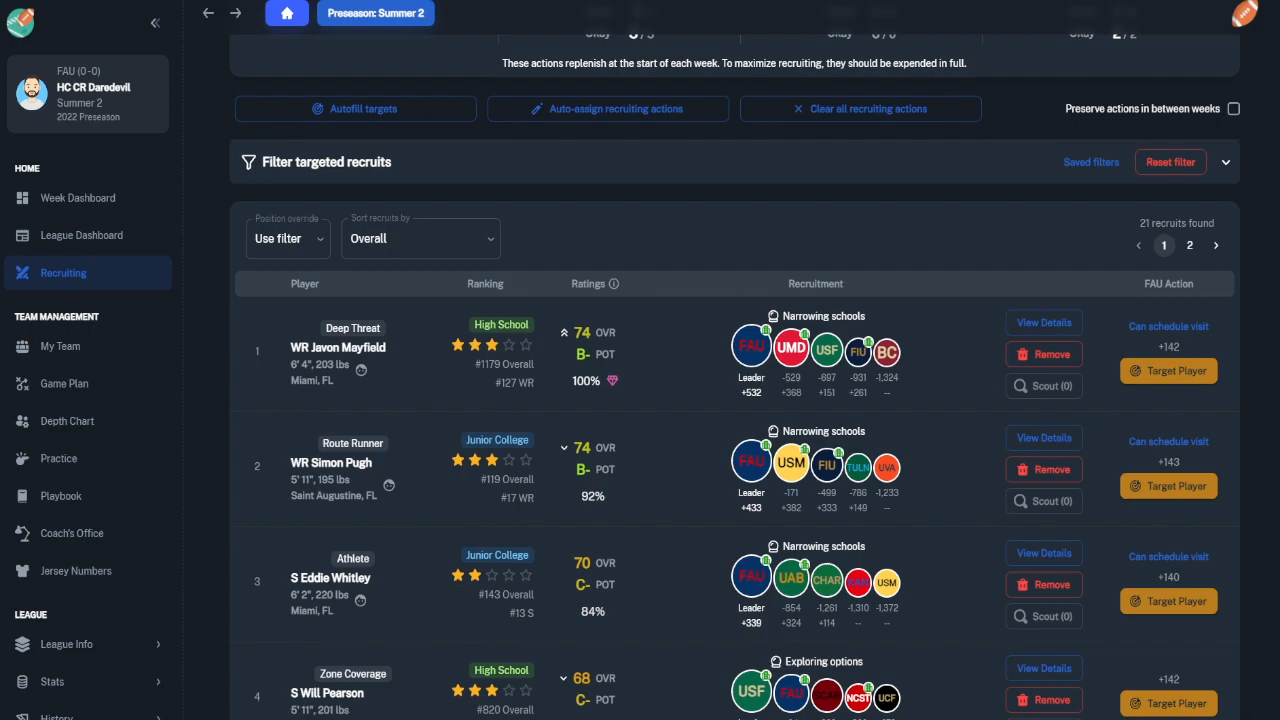 Preseason: Summer 2
FAU (0-0)
HC CR Daredevil
Summer 2
2022 Preseason
HOME
Week Dashboard
League Dashboard
Recruiting
TEAM MANAGEMENT
My Team
Game Plan
Depth Chart
Practice
Playbook
Coach's Office
Jersey Numbers
LEAGUE
League Info
Stats
History
These actions replenish at the start of each week. To maximize recruiting, they should be expended in full.
Autofill targets
Auto-assign recruiting actions
Clear all recruiting actions
Preserve actions in between weeks
Filter targeted recruits
Saved filters
Reset filter
Position override
Use filter
Sort recruits by
Overall
21 recruits found
1 2
Player Ranking Ratings Recruitment FAU Action
1
Deep Threat
WR Javon Mayfield
6' 4", 203 lbs
Miami, FL
High School
#1179 Overall
#127 WR
74 OVR
B- POT
100%
Narrowing schools
FAU UMD USF FIU BC
Leader -529 -697 -931 -1,324
+532 +368 +151 +261 --
View Details
Remove
Scout (0)
Can schedule visit
+142
Target Player
2
Route Runner
WR Simon Pugh
5' 11", 195 lbs
Saint Augustine, FL
Junior College
#119 Overall
#17 WR
74 OVR
B- POT
92%
Narrowing schools
FAU USM FIU TULN UVA
Leader -171 -499 -786 -1,233
+433 +382 +333 +149 --
View Details
Remove
Scout (0)
Can schedule visit
+143
Target Player
3
Athlete
S Eddie Whitley
6' 2", 220 lbs
Miami, FL
Junior College
#143 Overall
#13 S
70 OVR
C- POT
84%
Narrowing schools
FAU UAB CHAR KAN USM
Leader -854 -1,261 -1,310 -1,372
+339 +324 +114 -- --
View Details
Remove
Scout (0)
Can schedule visit
+140
Target Player
4
Zone Coverage
S Will Pearson
5' 11", 201 lbs
High School
#820 Overall
68 OVR
C- POT
Exploring options
USF FAU SCAR NCST UCF
View Details
Remove
+142
Target Player